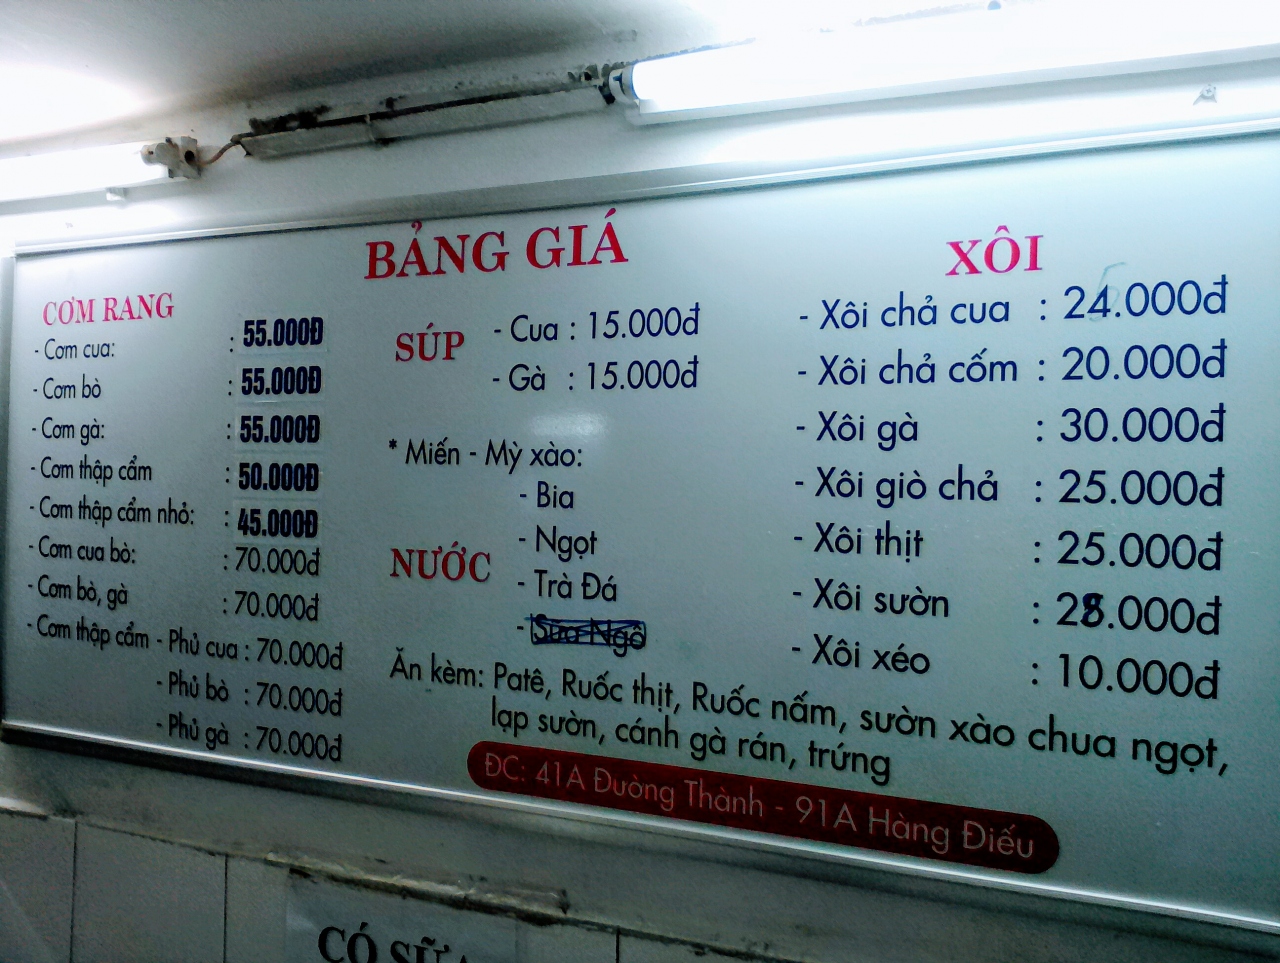 BẢNG GIÁ
CƠM RANG
- Cơm cua: : 55.000Đ
- Cơm bò : 55.000Đ
- Cơm gà: : 55.000Đ
- Cơm thập cẩm : 50.000Đ
- Cơm thập cẩm nhỏ: : 45.000Đ
- Cơm cua bò: : 70.000đ
- Cơm bò, gà : 70.000đ
- Cơm thập cẩm - Phủ cua : 70.000đ
- Phủ bò : 70.000đ
- Phủ gà : 70.000đ
SÚP
- Cua : 15.000đ
- Gà : 15.000đ
* Miến - Mỳ xào:
NƯỚC
- Bia
- Ngọt
- Trà Đá
- Sữa Ngô
XÔI
- Xôi chả cua : 24.000đ
- Xôi chả cốm : 20.000đ
- Xôi gà : 30.000đ
- Xôi giò chả : 25.000đ
- Xôi thịt : 25.000đ
- Xôi sườn : 28.000đ
- Xôi xéo : 10.000đ
Ăn kèm: Patê, Ruốc thịt, Ruốc nấm, sườn xào chua ngọt,
lạp sườn, cánh gà rán, trứng
ĐC: 41A Đường Thành - 91A Hàng Điếu
CÓ SỮA